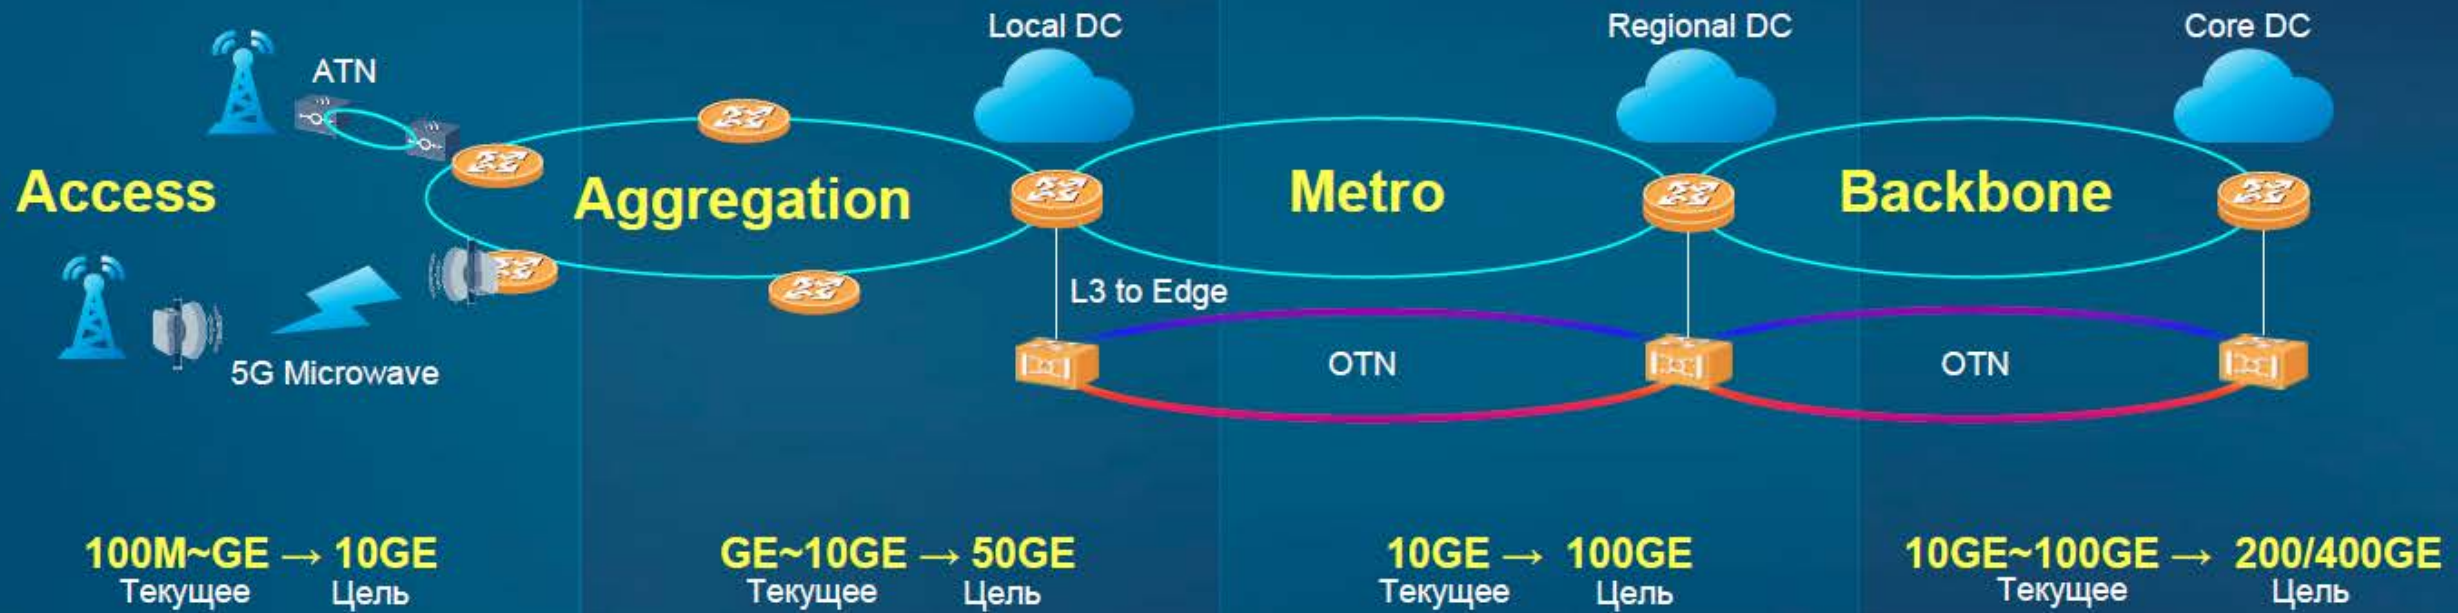 Local DC
Regional DC
Core DC
ATN
Access
Aggregation
Metro
Backbone
L3 to Edge
5G Microwave
OTN
OTN
100M~GE → 10GE
Текущее Цель
GE~10GE → 50GE
Текущее Цель
10GE → 100GE
Текущее Цель
10GE~100GE → 200/400GE
Текущее Цель